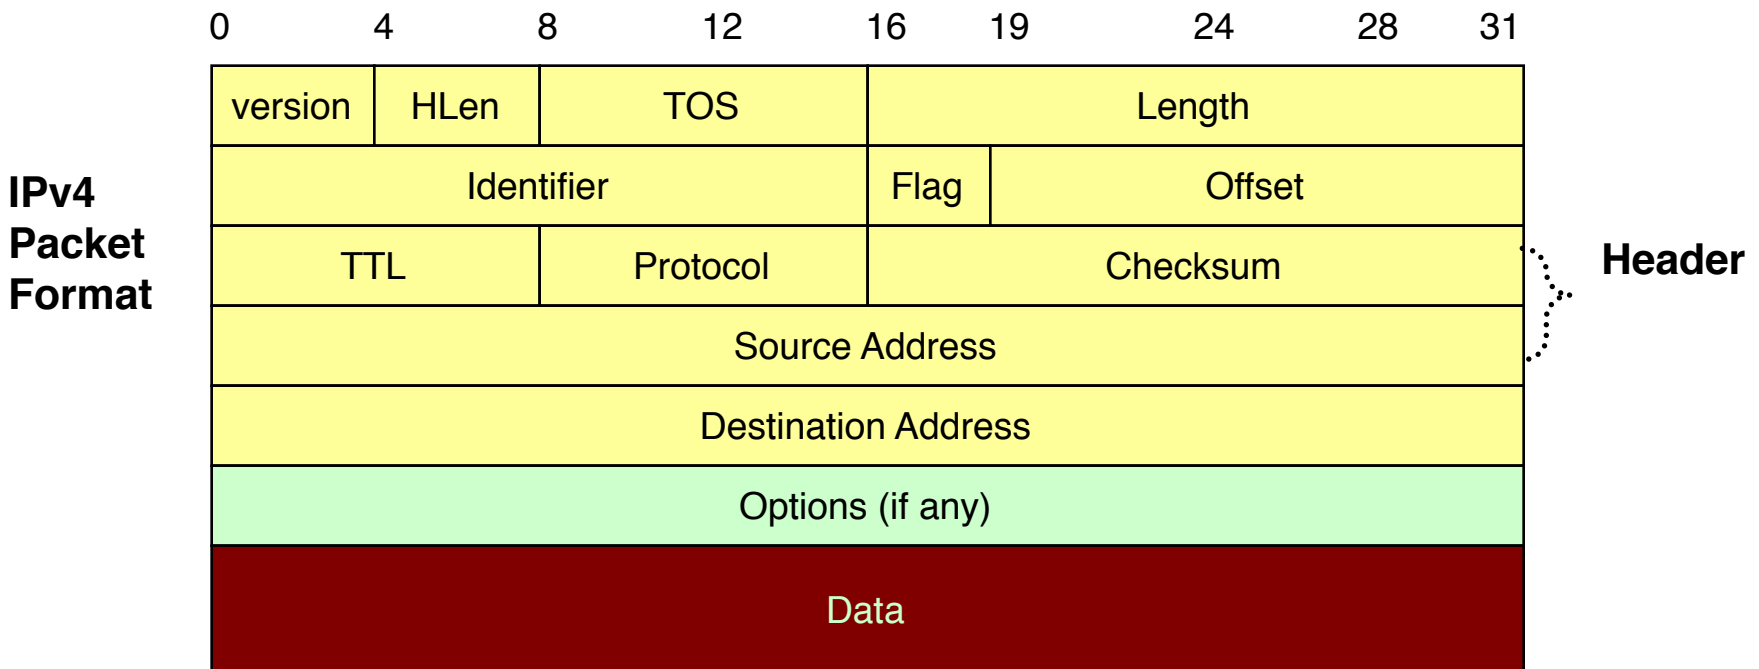 0 4 8 12 16 19 24 28 31
version HLen TOS Length
Identifier Flag Offset
IPv4
Packet
Format
TTL Protocol Checksum
Header
Source Address
Destination Address
Options (if any)
Data